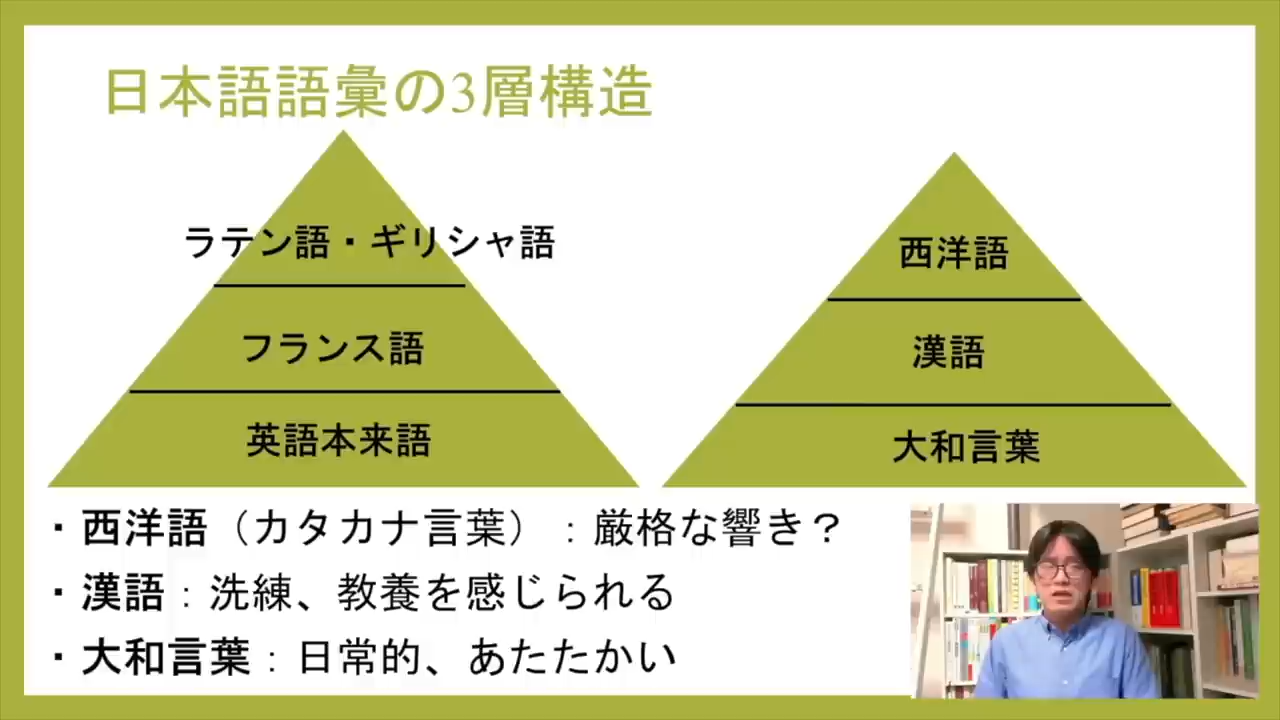 日本語語彙の3層構造
ラテン語・ギリシャ語
フランス語
英語本来語
西洋語
漢語
大和言葉
・西洋語（カタカナ言葉）：厳格な響き？
・漢語：洗練、教養を感じられる
・大和言葉：日常的、あたたかい